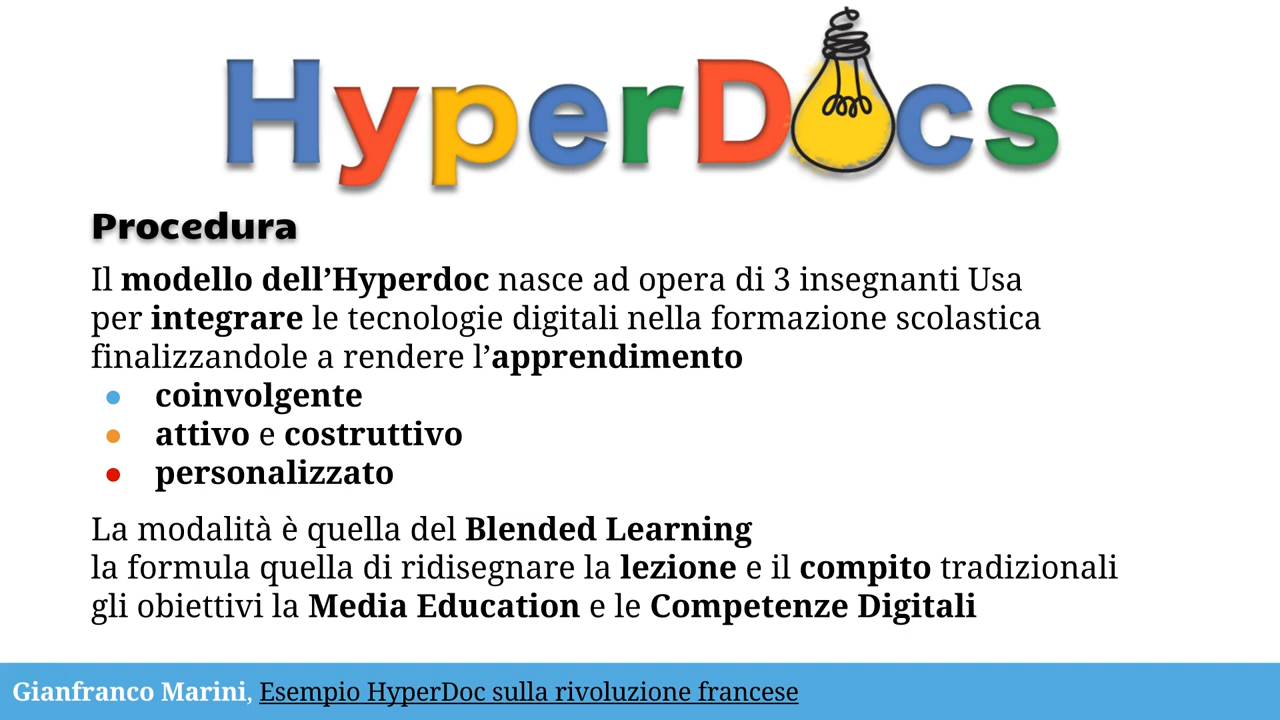 HyperDocs
Procedura
Il modello dell’Hyperdoc nasce ad opera di 3 insegnanti Usa
per integrare le tecnologie digitali nella formazione scolastica
finalizzandole a rendere l’apprendimento
● coinvolgente
● attivo e costruttivo
● personalizzato
La modalità è quella del Blended Learning
la formula quella di ridisegnare la lezione e il compito tradizionali
gli obiettivi la Media Education e le Competenze Digitali
Gianfranco Marini, Esempio HyperDoc sulla rivoluzione francese